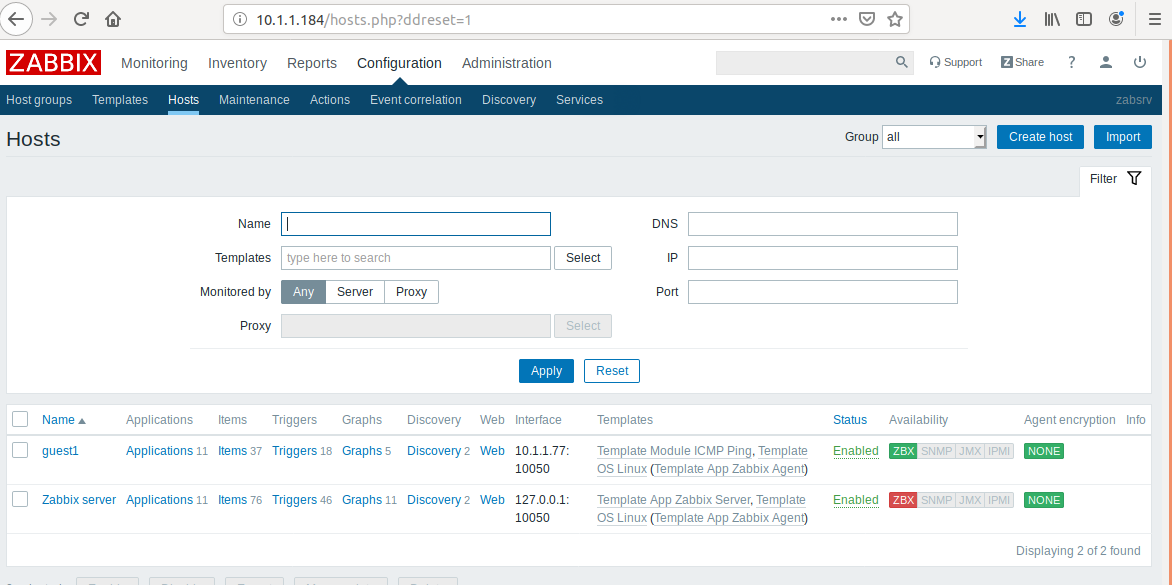 10.1.1.184/hosts.php?ddreset=1
ZABBIX Monitoring Inventory Reports Configuration Administration Support Z Share ?
Host groups Templates Hosts Maintenance Actions Event correlation Discovery Services zabsrv
Hosts Group all Create host Import
Filter
Name DNS
Templates type here to search Select IP
Monitored by Any Server Proxy Port
Proxy Select
Apply Reset
Name Applications Items Triggers Graphs Discovery Web Interface Templates Status Availability Agent encryption Info
guest1 Applications 11 Items 37 Triggers 18 Graphs 5 Discovery 2 Web 10.1.1.77: Template Module ICMP Ping, Template Enabled ZBX SNMP JMX IPMI NONE
10050 OS Linux (Template App Zabbix Agent)
Zabbix server Applications 11 Items 76 Triggers 46 Graphs 11 Discovery 2 Web 127.0.0.1: Template App Zabbix Server, Template Enabled ZBX SNMP JMX IPMI NONE
10050 OS Linux (Template App Zabbix Agent)
Displaying 2 of 2 found